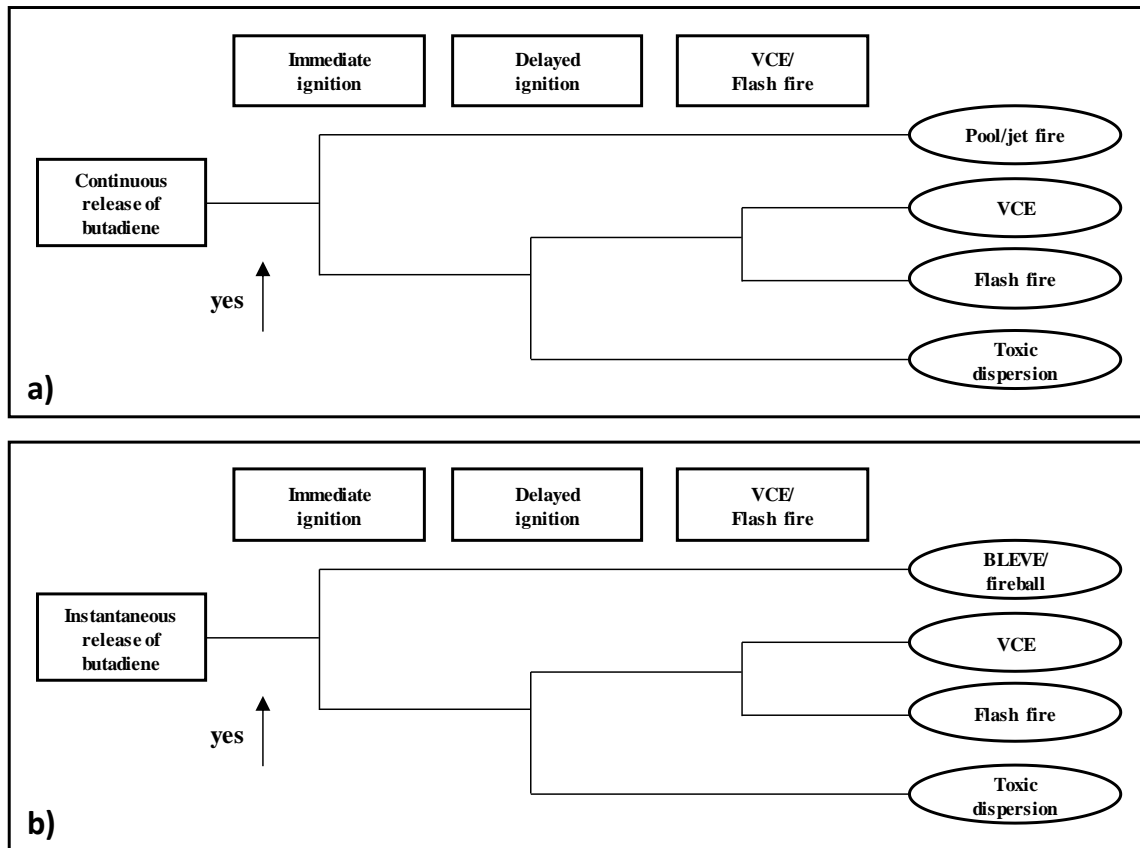 Immediate
ignition
Delayed
ignition
VCE/
Flash fire
Pool/jet fire
Continuous
release of
butadiene
VCE
Flash fire
yes
Toxic
dispersion
a)
Immediate
ignition
Delayed
ignition
VCE/
Flash fire
BLEVE/
fireball
Instantaneous
release of
butadiene
VCE
Flash fire
yes
Toxic
dispersion
b)